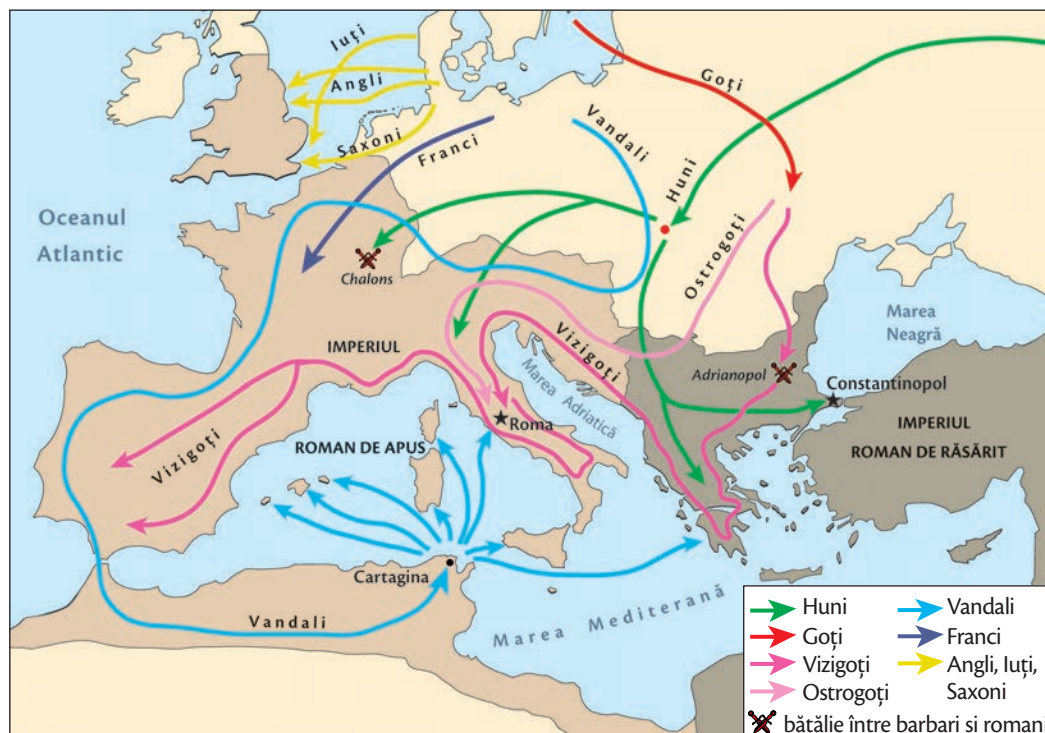 Iuți
Angli
Saxoni
Franci
Vandali
Goți
Huni
Ostrogoți
Oceanul
Atlantic
Chalons
IMPERIUL
ROMAN DE APUS
Vizigoți
Marea Adriatică
Vizigoți
Roma
Marea
Neagră
Adrianopol
Constantinopol
IMPERIUL
ROMAN DE RĂSĂRIT
Cartagina
Vandali
Marea Mediterană
Huni
Goți
Vizigoți
Ostrogoți
Vandali
Franci
Angli, Iuți,
Saxoni
bătălie între barbari si romani